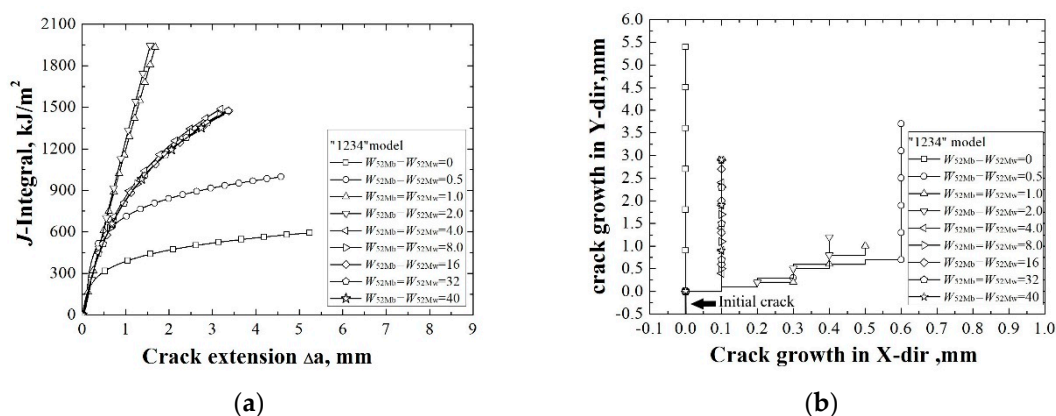 1950
1500
1200
900
600
300
0
J-Integral, kJ/m²
0 1 2 3 4 5 6 7 8 9
Crack extension Δa, mm
"1234"model
W52Mb−W52Mw=0
W52Mb−W52Mw=0.5
W52Mb=W52Mw=1.0
W52Mb−W52Mw=2.0
W52Mb−W52Mw=4.0
W52Mb=W52Mw=8.0
W52Mb−W52Mw=16
W52Mb=W52Mw=32
W52Mb−W52Mw=40
(a)
6.0
5.5
5.0
4.5
4.0
3.5
3.0
2.5
2.0
1.5
1.0
0.5
0.0
-0.5
crack growth in Y-dir,mm
-0.1 0.0 0.1 0.2 0.3 0.4 0.5 0.6 0.7 0.8 0.9 1.0
Crack growth in X-dir ,mm
Initial crack
"1234" model
W52Mb−W52Mw=0
W52Mb−W52Mw=0.5
W52Mb=W52Mw=1.0
W52Mb−W52Mw=2.0
W52Mb−W52Mw=4.0
W52Mb−W52Mw=8.0
W52Mb−W52Mw=16
W52Mb=W52Mw=32
W52Mb−W52Mw=40
(b)